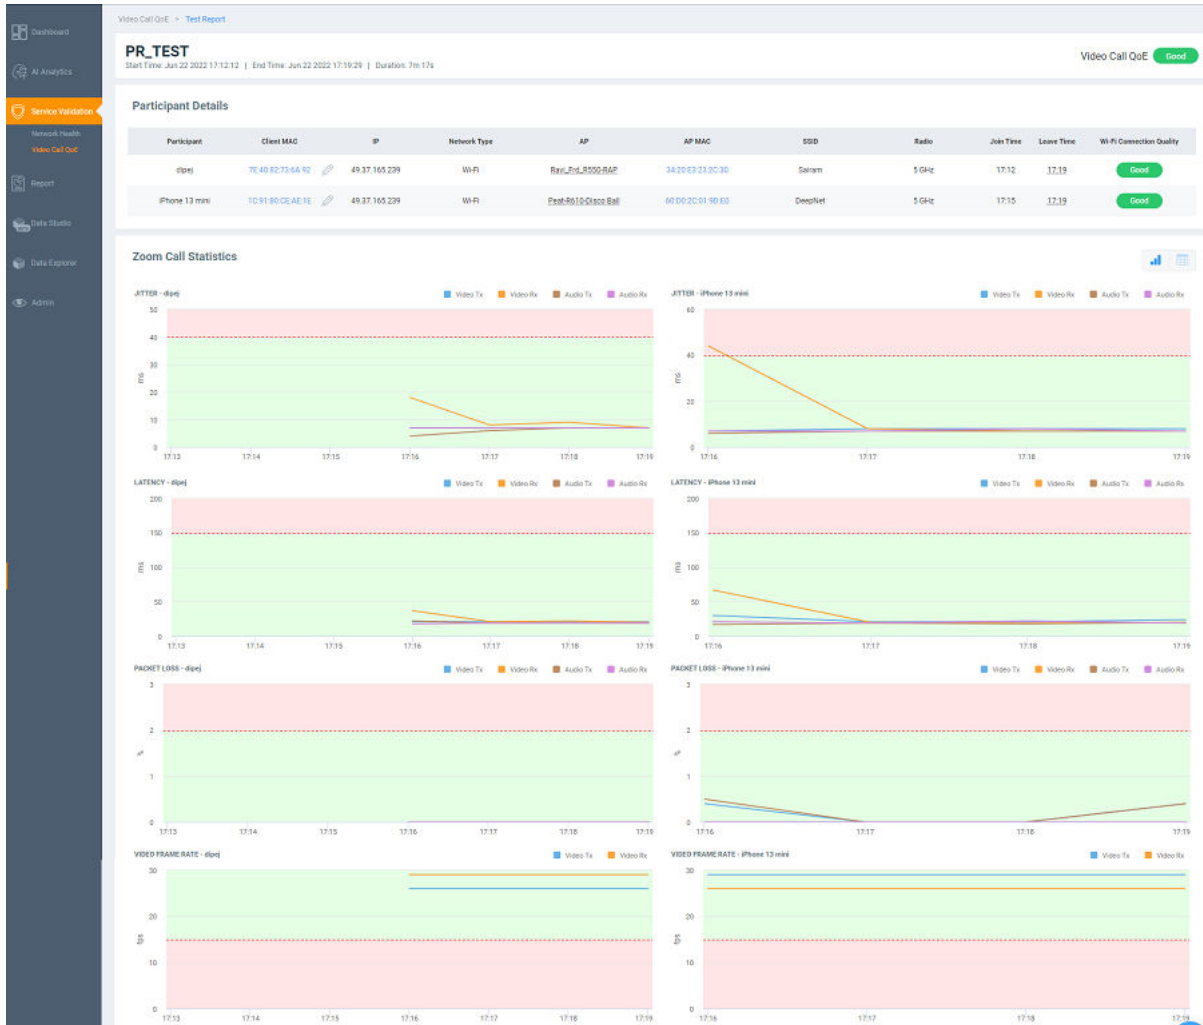 Dashboard
AI Analytics
Service Validation
Network Health
Video Call QoE
Report
Data Studio
Data Explorer
Admin
Video Call QoE > Test Report
PR_TEST
Start Time: Jun 22 2022 17:12:12 | End Time: Jun 22 2022 17:19:29 | Duration: 7m 17s
Video Call QoE Good
Participant Details
Participant Client MAC IP Network Type AP AP MAC SSID Radio Join Time Leave Time Wi-Fi Connection Quality
dipej 7E:40:82:73:6A:92 49.37.165.239 Wi-Fi Ravi_Frd_R550-RAP 34:20:E3:23:2C:30 Sairam 5 GHz 17:12 17:19 Good
iPhone 13 mini 1C:91:80:CE:AE:1E 49.37.165.239 Wi-Fi Peat-R610-Disco Ball 60:D0:2C:01:9D:E0 DeepNet 5 GHz 17:15 17:19 Good
Zoom Call Statistics
JITTER - dipej Video Tx Video Rx Audio Tx Audio Rx
50
40
30
ms
20
10
0
17:13 17:14 17:15 17:16 17:17 17:18 17:19
JITTER - iPhone 13 mini Video Tx Video Rx Audio Tx Audio Rx
60
40
ms
20
0
17:16 17:17 17:18 17:19
LATENCY - dipej Video Tx Video Rx Audio Tx Audio Rx
200
150
ms 100
50
0
17:13 17:14 17:15 17:16 17:17 17:18 17:19
LATENCY - iPhone 13 mini Video Tx Video Rx Audio Tx Audio Rx
200
150
ms 100
50
0
17:16 17:17 17:18 17:19
PACKET LOSS - dipej Video Tx Video Rx Audio Tx Audio Rx
3
2
%
1
0
17:13 17:14 17:15 17:16 17:17 17:18 17:19
PACKET LOSS - iPhone 13 mini Video Tx Video Rx Audio Tx Audio Rx
3
2
%
1
0
17:16 17:17 17:18 17:19
VIDEO FRAME RATE - dipej Video Tx Video Rx
30
20
fps
10
0
17:13 17:14 17:15 17:16 17:17 17:18 17:19
VIDEO FRAME RATE - iPhone 13 mini Video Tx Video Rx
30
20
fps
10
0
17:16 17:17 17:18 17:19